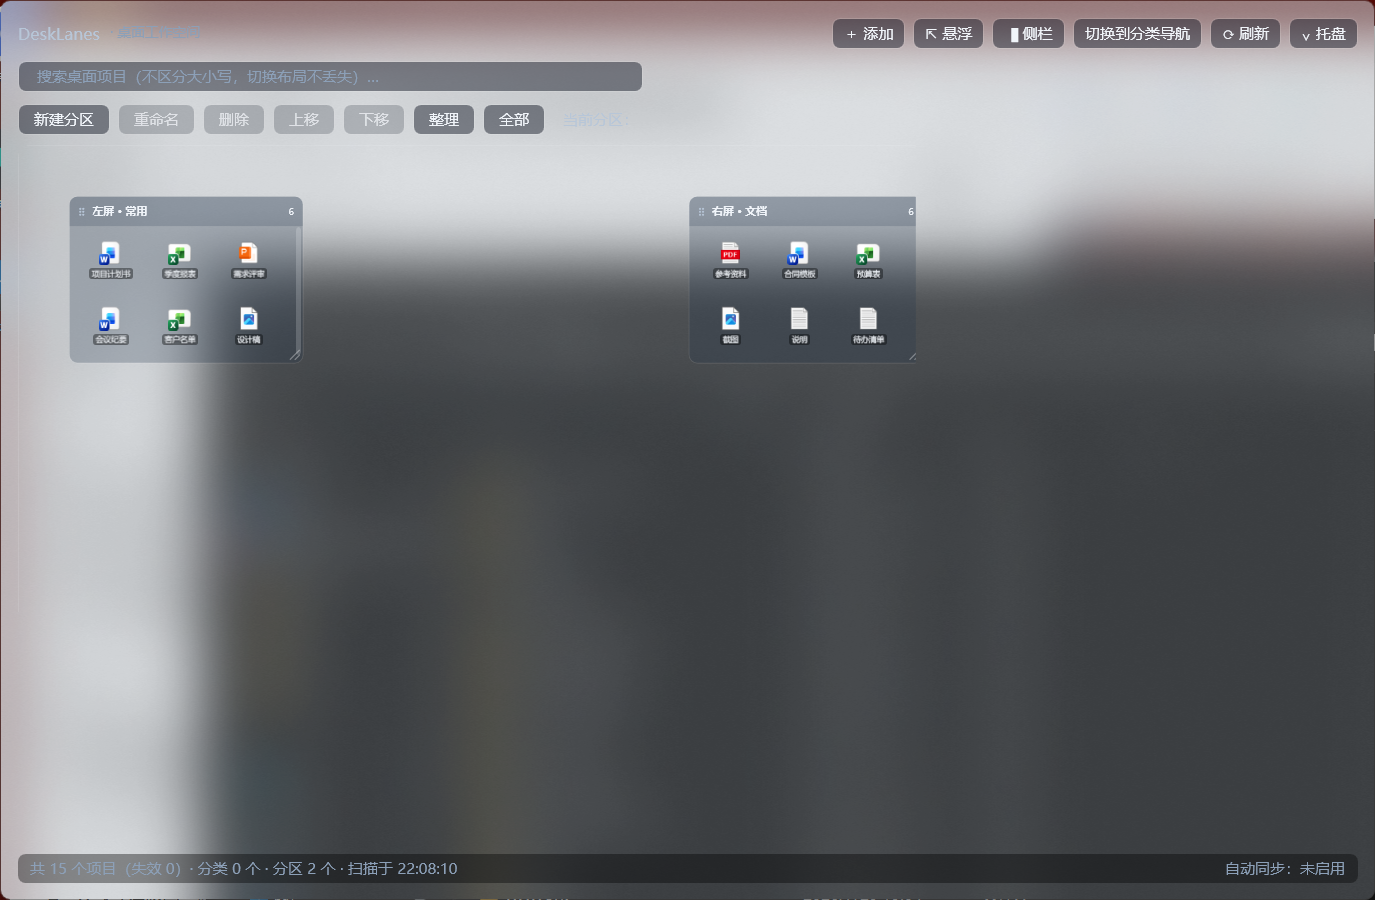 DeskLanes
+ 添加
悬浮
侧栏
切换到分类导航
刷新
托盘
搜索桌面项目（不区分大小写，切换布局不丢失）...
新建分区
重命名
删除
上移
下移
整理
全部
当前分区：
左屏 • 常用 6
右屏 • 文档 6
项目计划书
季度报表
需求评审
参考资料
合同模板
预算表
会议纪要
客户名单
设计稿
截图
说明
待办清单
共 15 个项目（失效 0）· 分类 0 个 · 分区 2 个 · 扫描于 22:08:10
自动同步：未启用